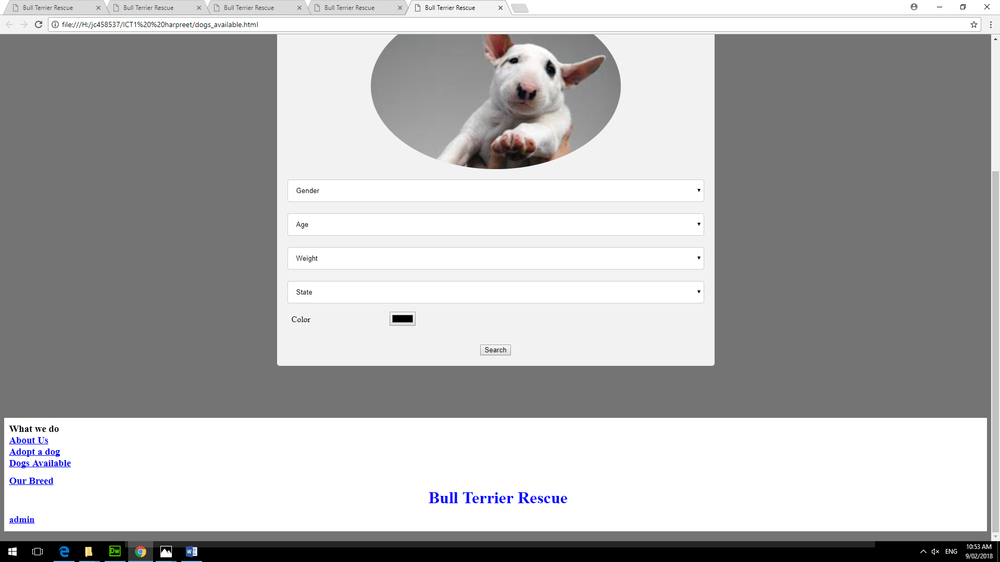 Bull Terrier Rescue
Bull Terrier Rescue
Bull Terrier Rescue
Bull Terrier Rescue
Bull Terrier Rescue
file:///H:/jc458537/ICT1%20%20harpreet/dogs_available.html
Gender
Age
Weight
State
Color
Search
What we do
About Us
Adopt a dog
Dogs Available
Our Breed
Bull Terrier Rescue
admin
Dw
W
ENG
10:53 AM
9/02/2018